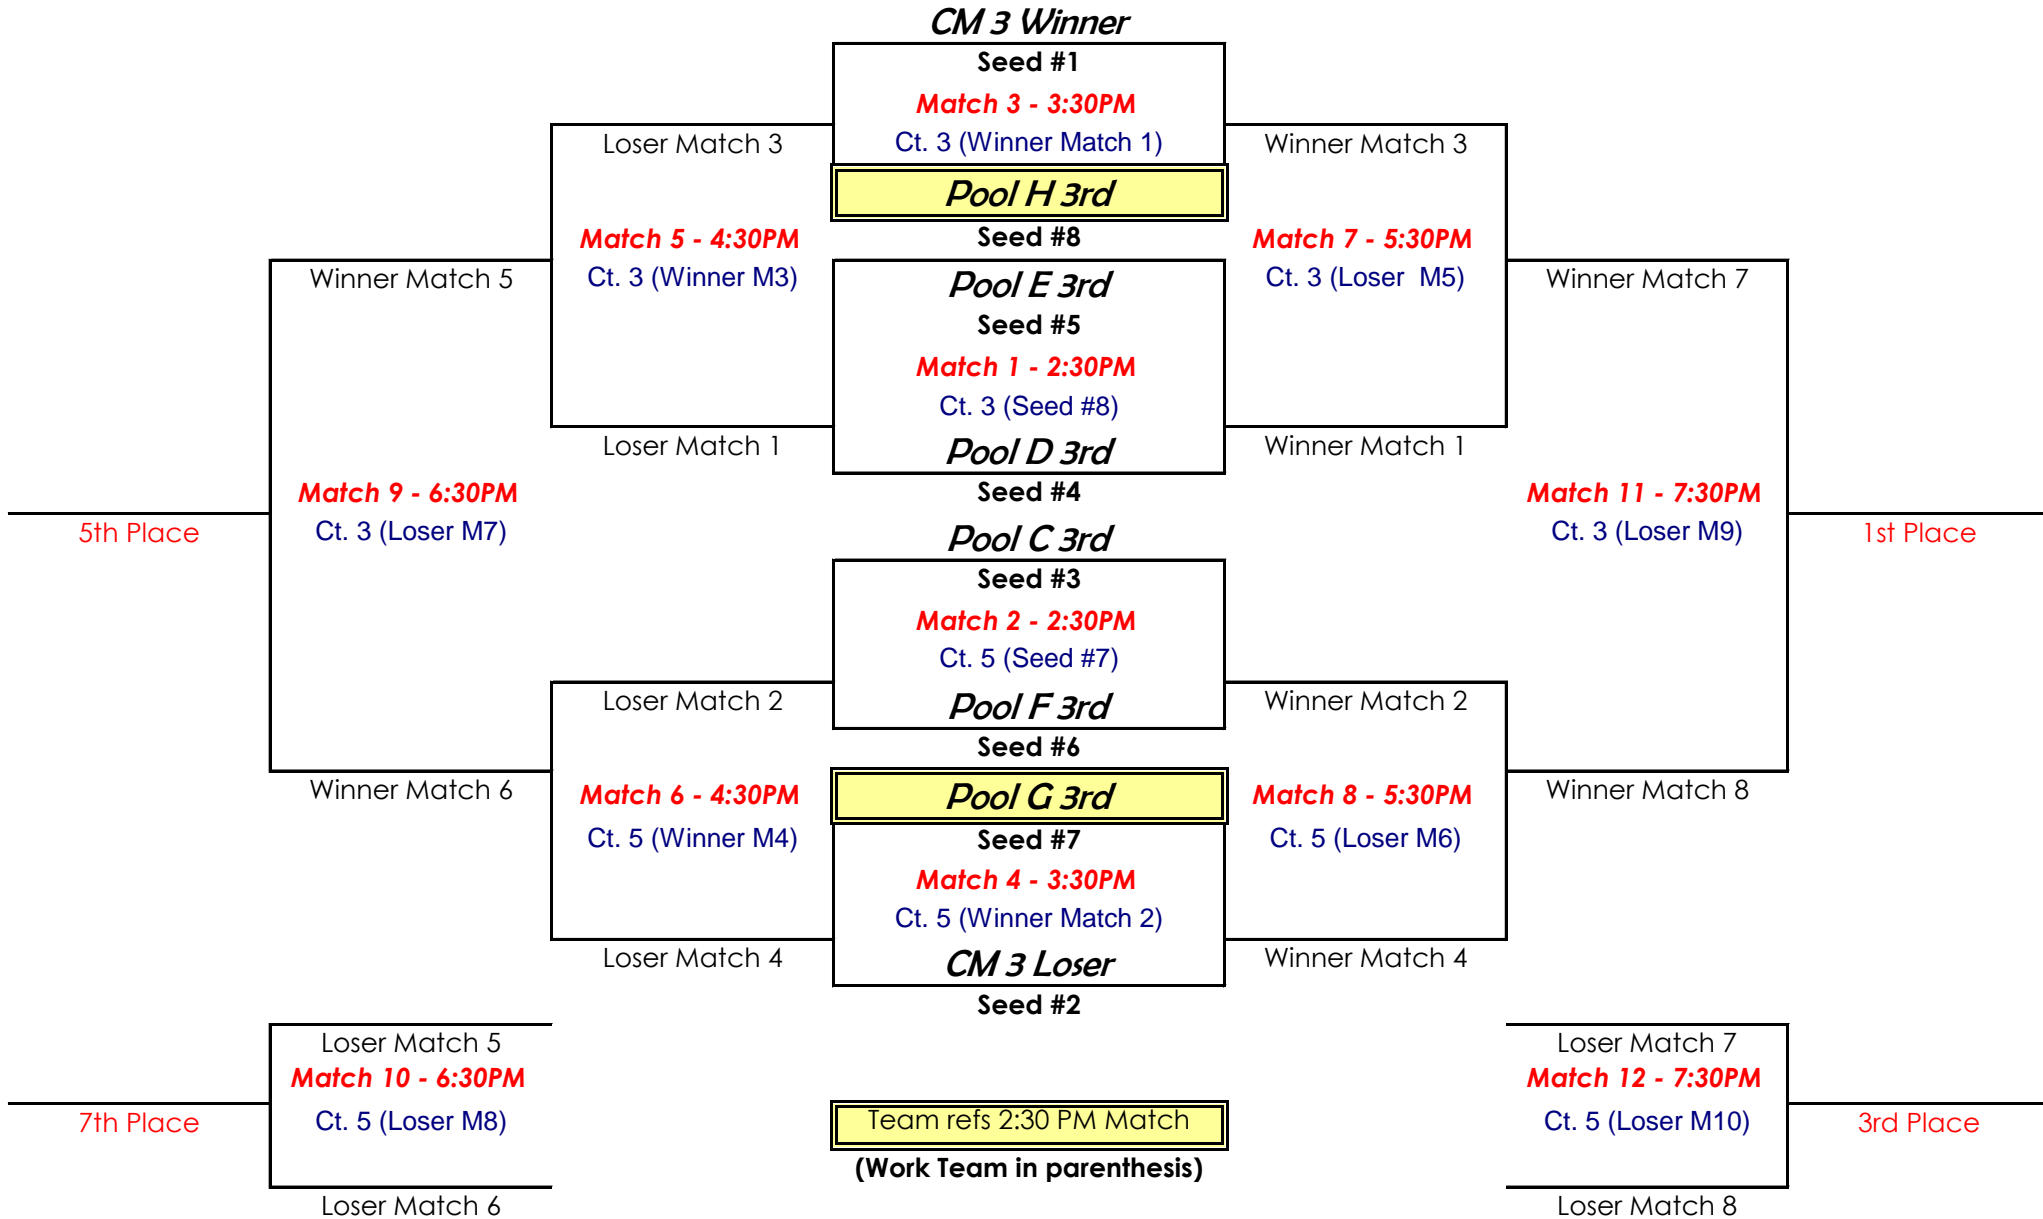 CM 3 Winner
Seed #1
Match 3 - 3:30PM
Loser Match 3
Ct. 3 (Winner Match 1)
Winner Match 3
Pool H 3rd
Match 5 - 4:30PM
Seed #8
Match 7 - 5:30PM
Winner Match 5
Ct. 3 (Winner M3)
Pool E 3rd
Ct. 3 (Loser  M5)
Winner Match 7
Seed #5
Match 1 - 2:30PM
Ct. 3 (Seed #8)
Loser Match 1
Pool D 3rd
Winner Match 1
Match 9 - 6:30PM
Seed #4
Match 11 - 7:30PM
5th Place
Ct. 3 (Loser M7)
Pool C 3rd
Ct. 3 (Loser M9)
1st Place
Seed #3
Match 2 - 2:30PM
Ct. 5 (Seed #7)
Loser Match 2
Pool F 3rd
Winner Match 2
Seed #6
Winner Match 6
Match 6 - 4:30PM
Pool G 3rd
Match 8 - 5:30PM
Winner Match 8
Ct. 5 (Winner M4)
Seed #7
Ct. 5 (Loser M6)
Match 4 - 3:30PM
Ct. 5 (Winner Match 2)
Loser Match 4
CM 3 Loser
Winner Match 4
Seed #2
Loser Match 5
Loser Match 7
Match 10 - 6:30PM
Match 12 - 7:30PM
7th Place
Ct. 5 (Loser M8)
Team refs 2:30 PM Match
Ct. 5 (Loser M10)
3rd Place
(Work Team in parenthesis)
Loser Match 6
Loser Match 8